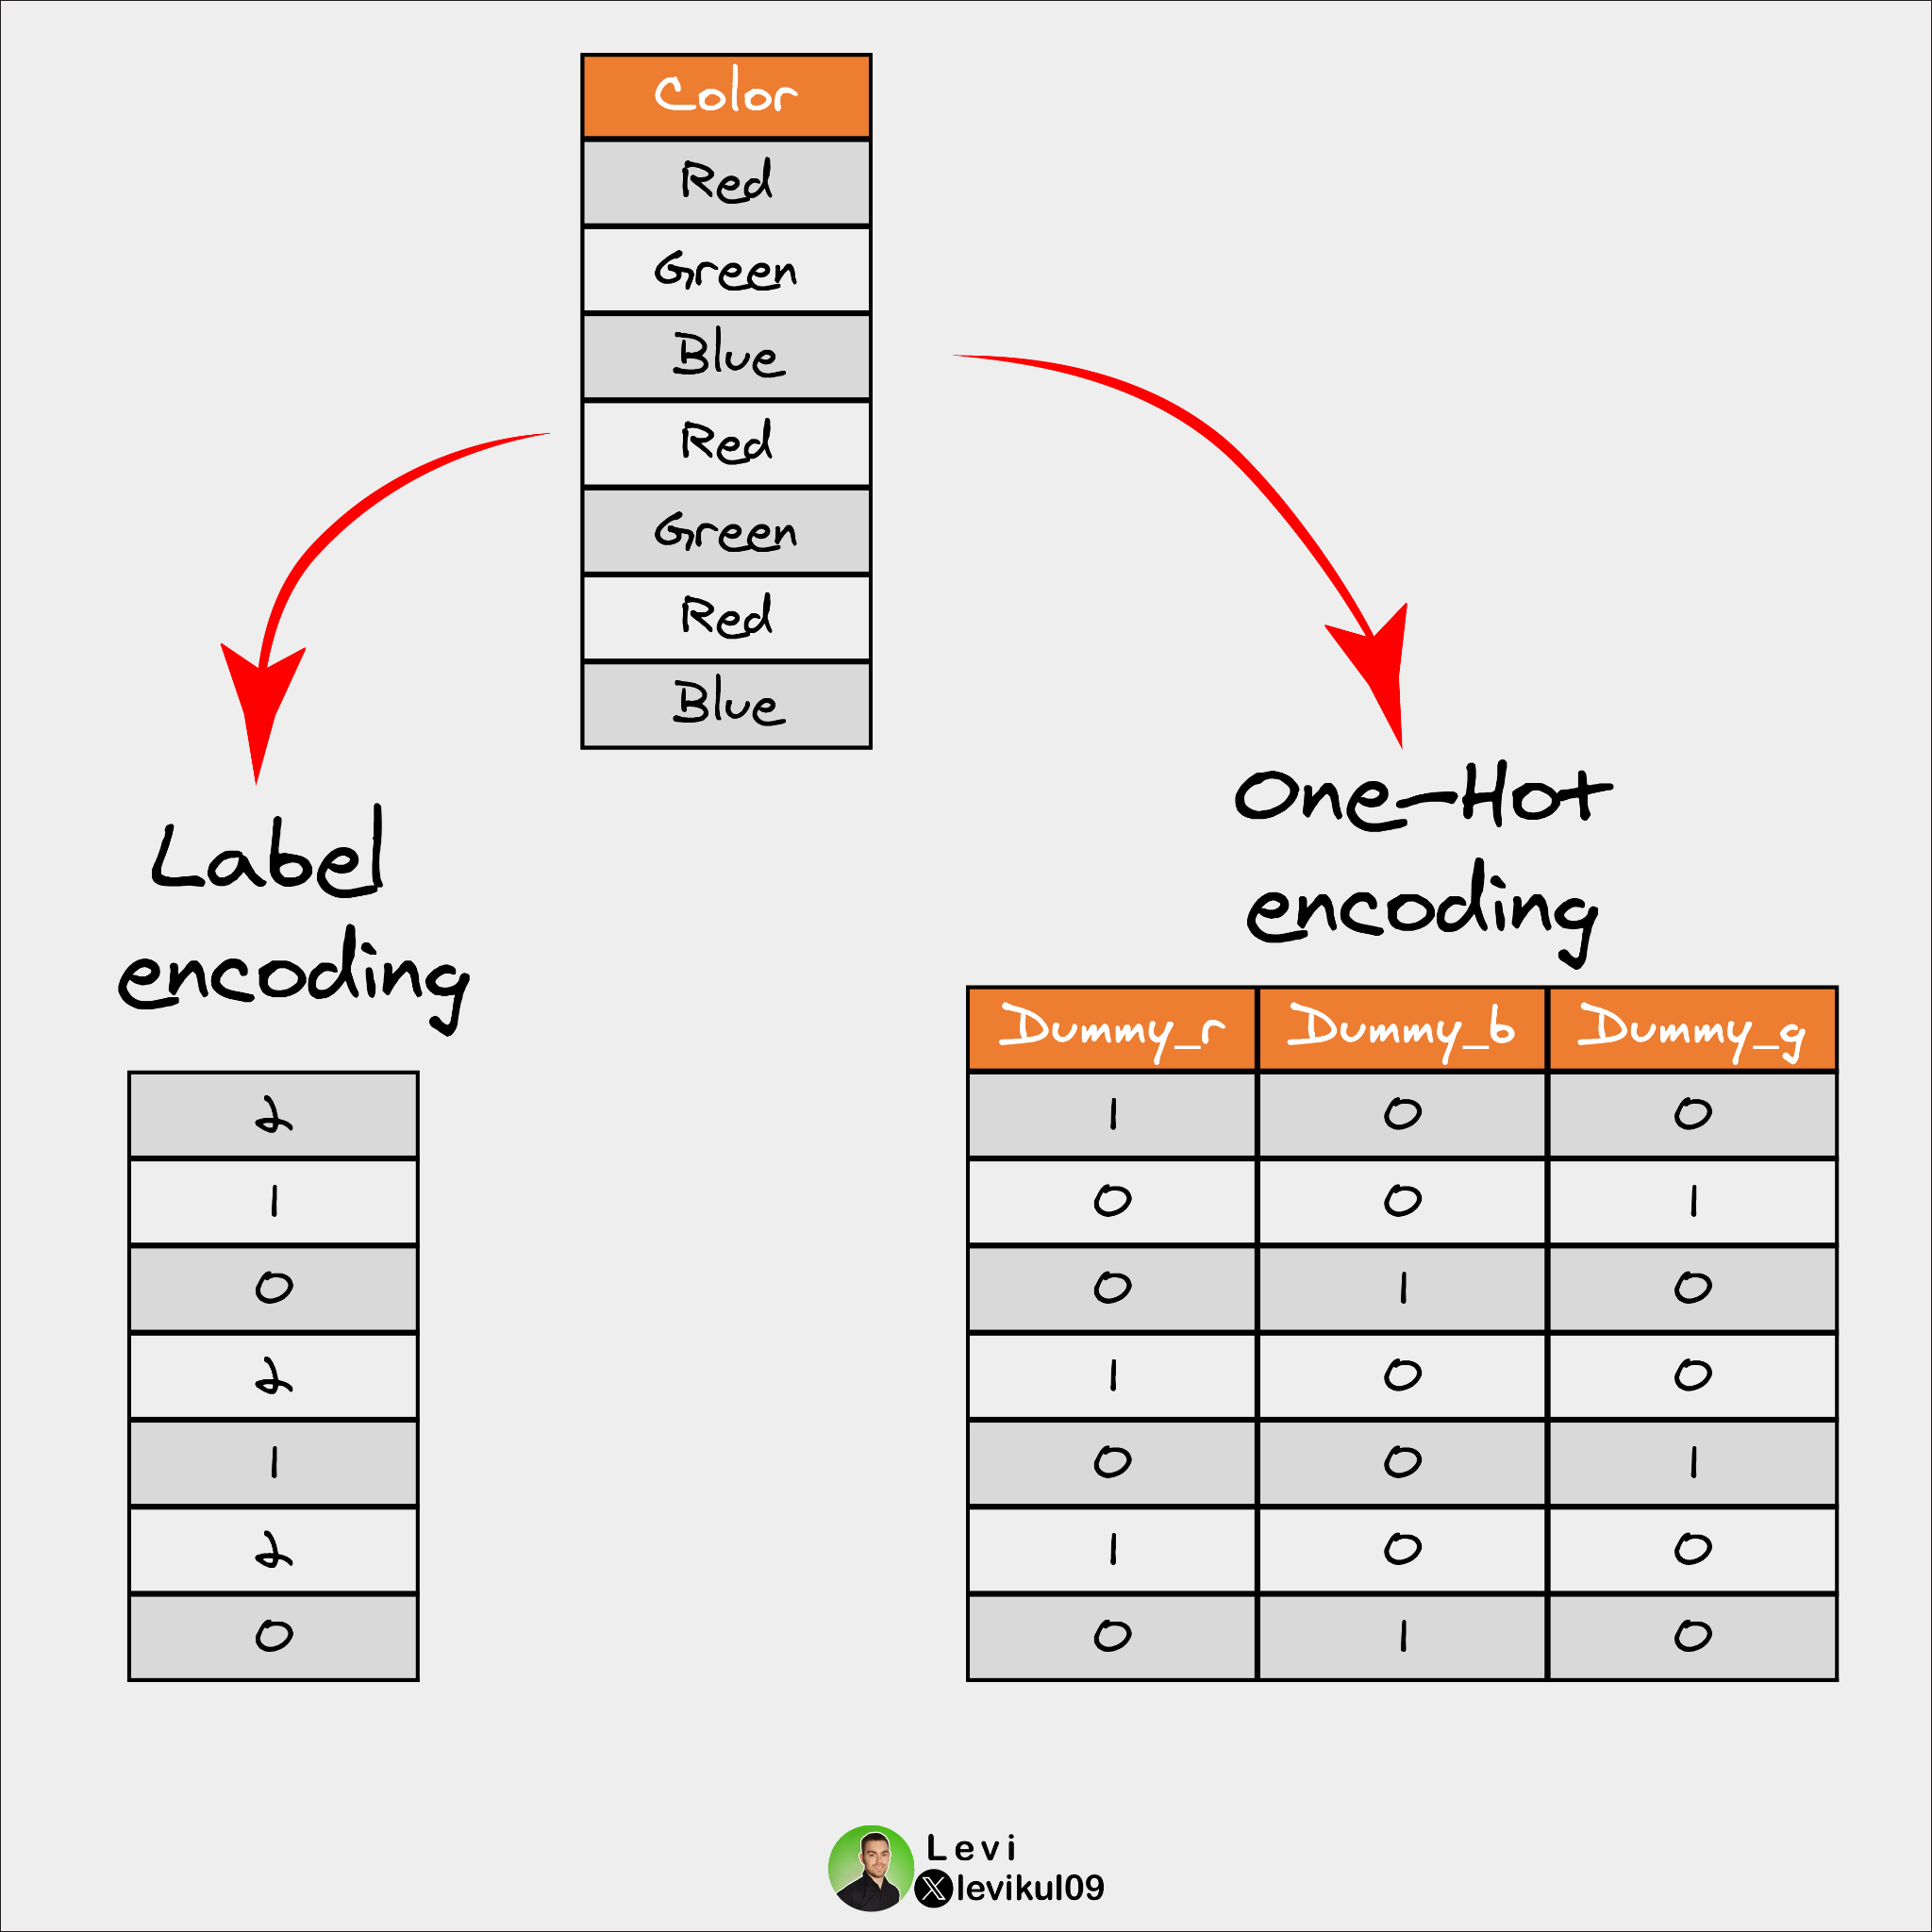 Color
Red
Green
Blue
Red
Green
Red
Blue
Label
encoding
2
1
0
2
1
2
0
One-Hot
encoding
Dummy_r Dummy_b Dummy_g
1 0 0
0 0 1
0 1 0
1 0 0
0 0 1
1 0 0
0 1 0
Levi
X levikul09